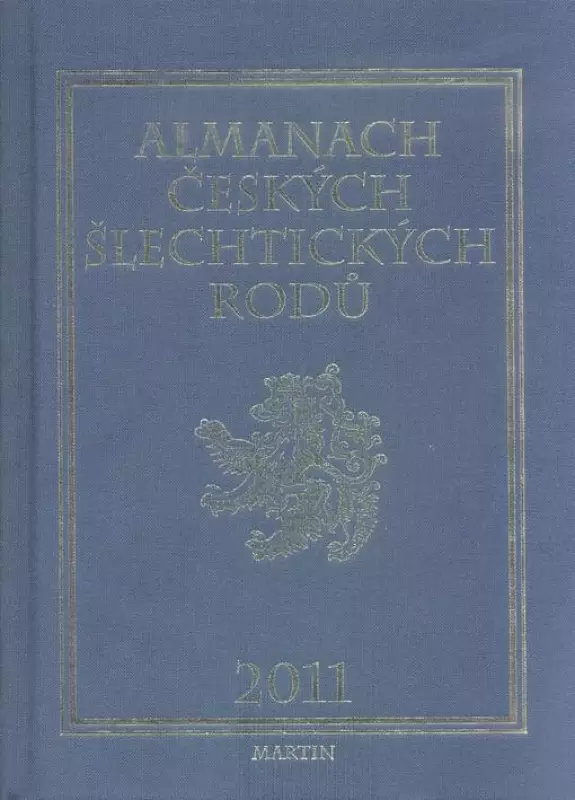 ALMANACH
ČESKÝCH
ŠLECHTICKÝCH
RODŮ
2011
MARTIN